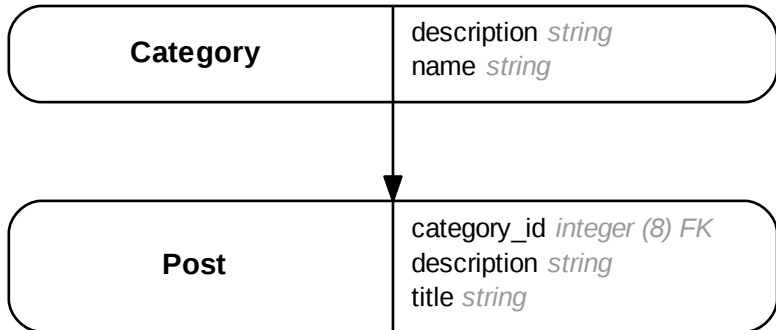 Category
description string
name string
Post
category_id integer (8) FK
description string
title string